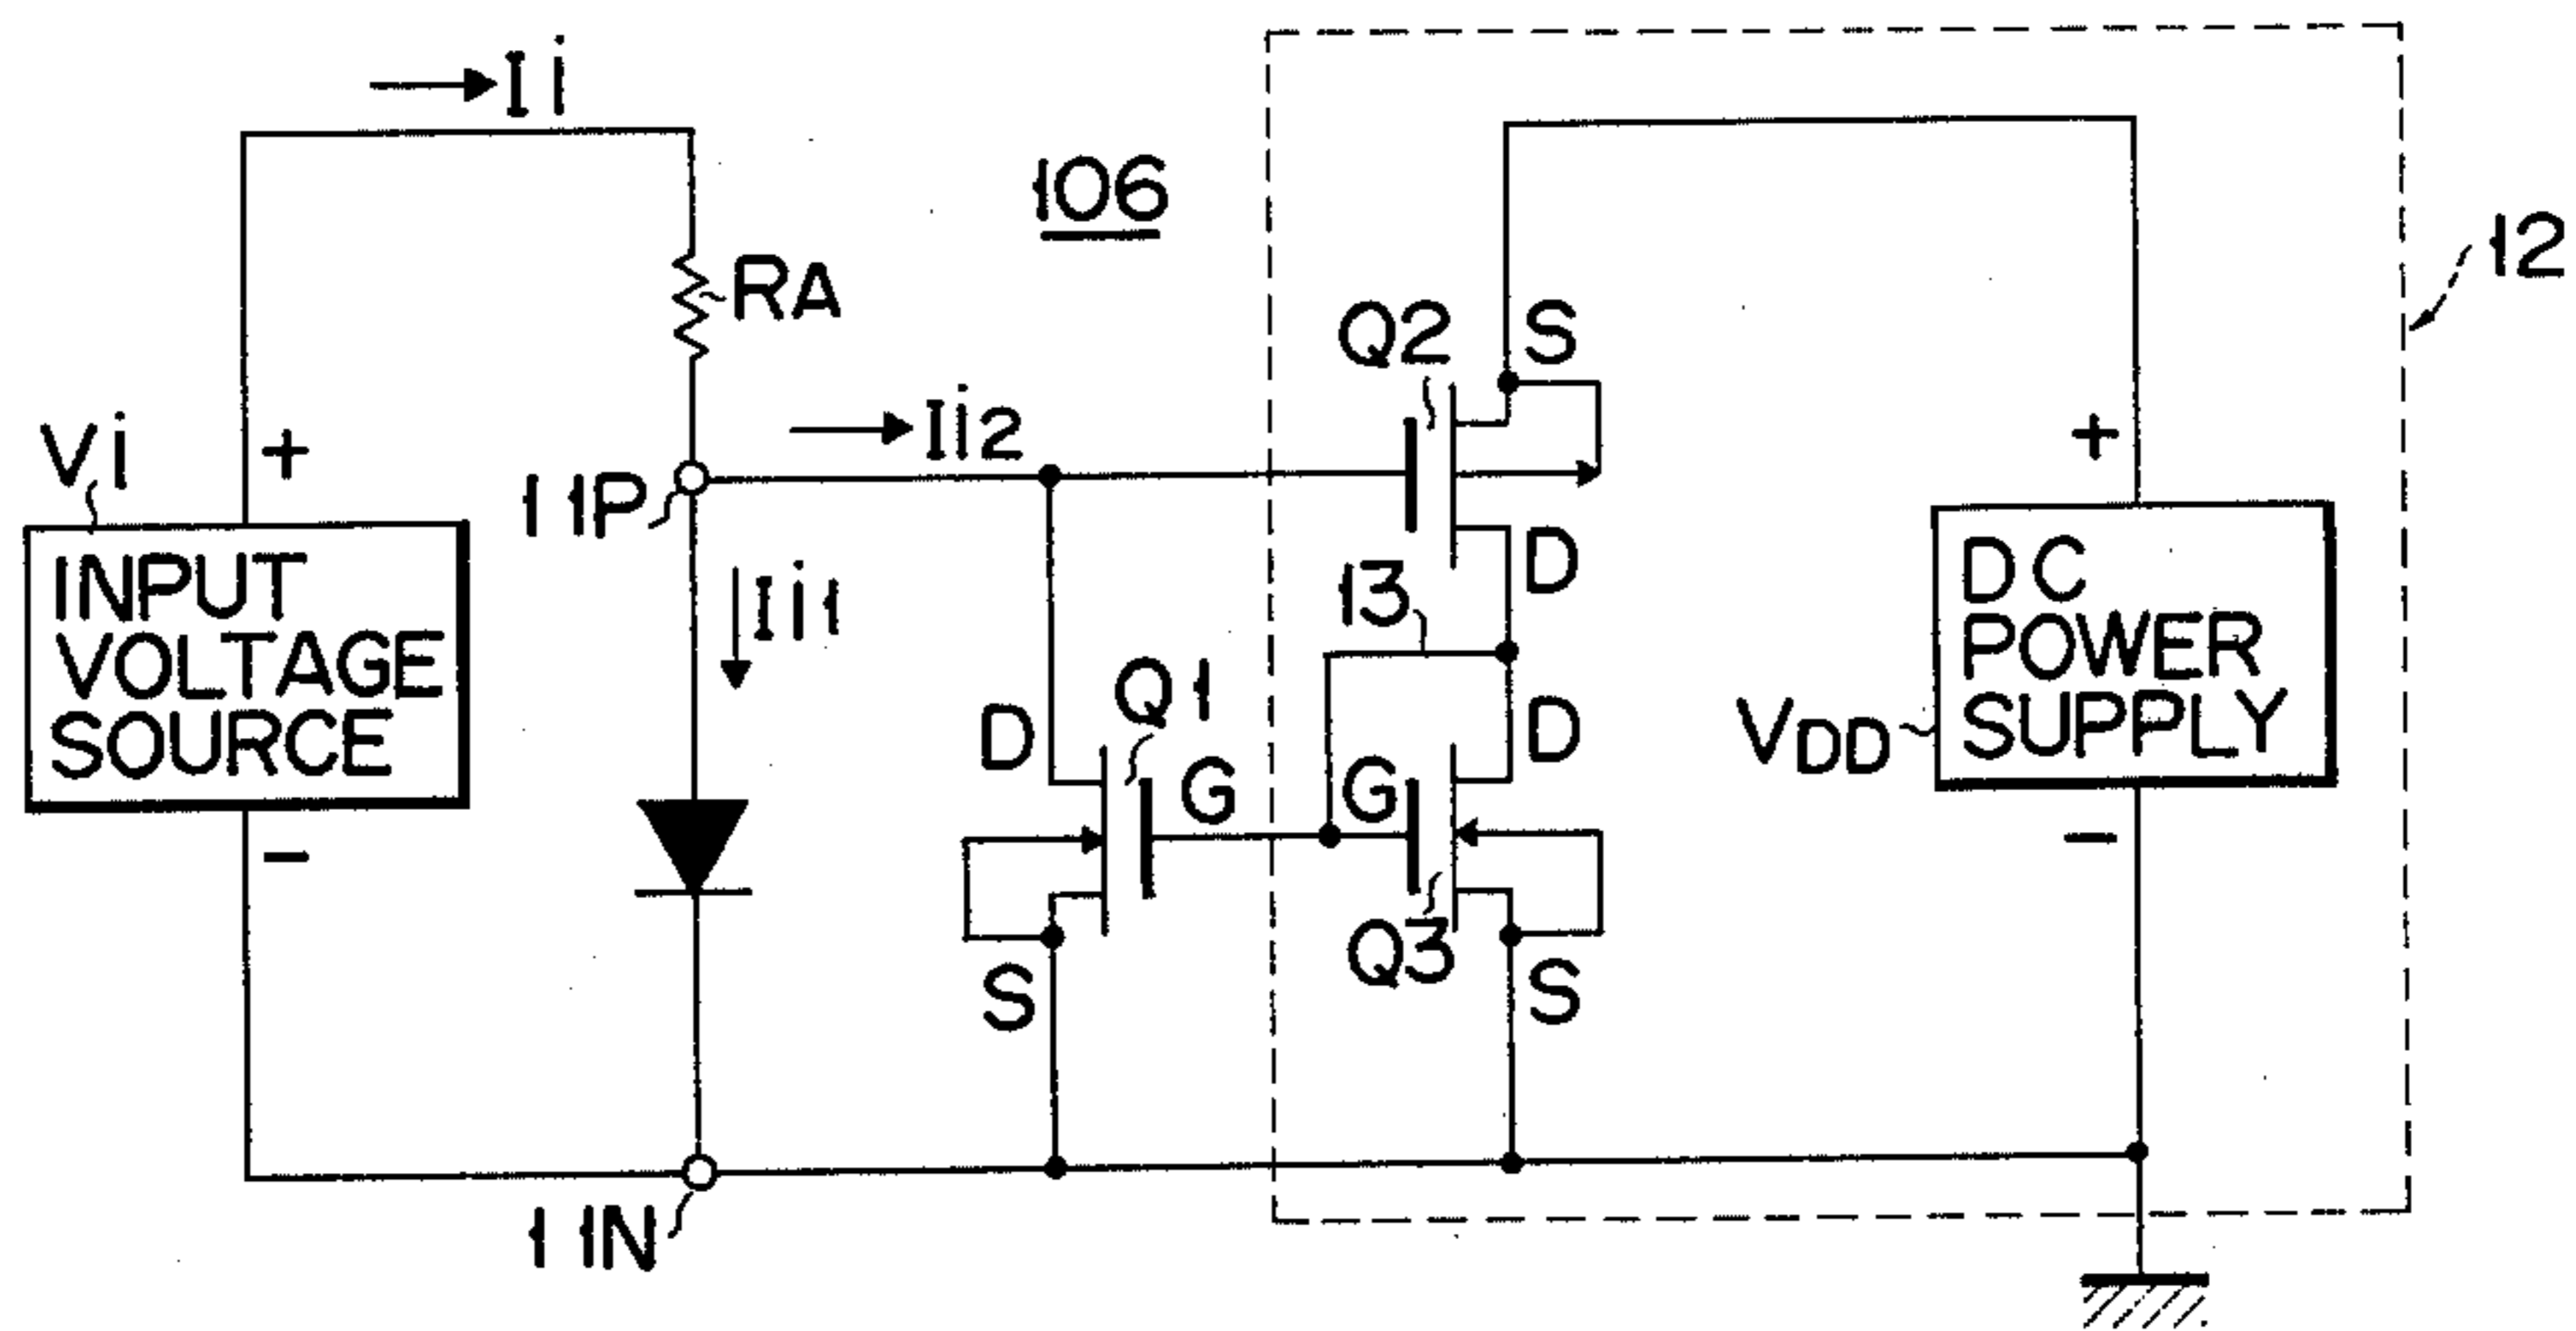 Ii
106
12
RA
Q2
S
Vi
+
Ii2
+
11P
INPUT
VOLTAGE
SOURCE
Ii1
D
13
DC
POWER
SUPPLY
Q1
D
G
G
D
VDD
−
−
Q3
S
S
11N